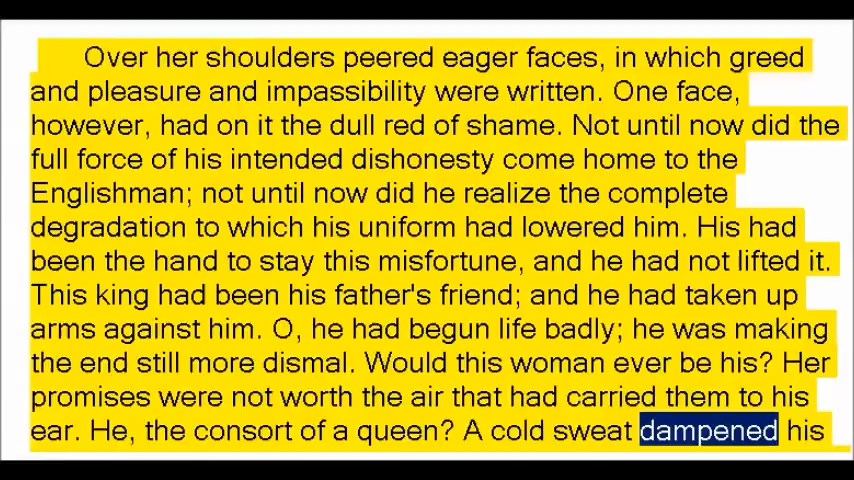 Over her shoulders peered eager faces, in which greed
and pleasure and impassibility were written. One face,
however, had on it the dull red of shame. Not until now did the
full force of his intended dishonesty come home to the
Englishman; not until now did he realize the complete
degradation to which his uniform had lowered him. His had
been the hand to stay this misfortune, and he had not lifted it.
This king had been his father's friend; and he had taken up
arms against him. O, he had begun life badly; he was making
the end still more dismal. Would this woman ever be his? Her
promises were not worth the air that had carried them to his
ear. He, the consort of a queen? A cold sweat dampened his